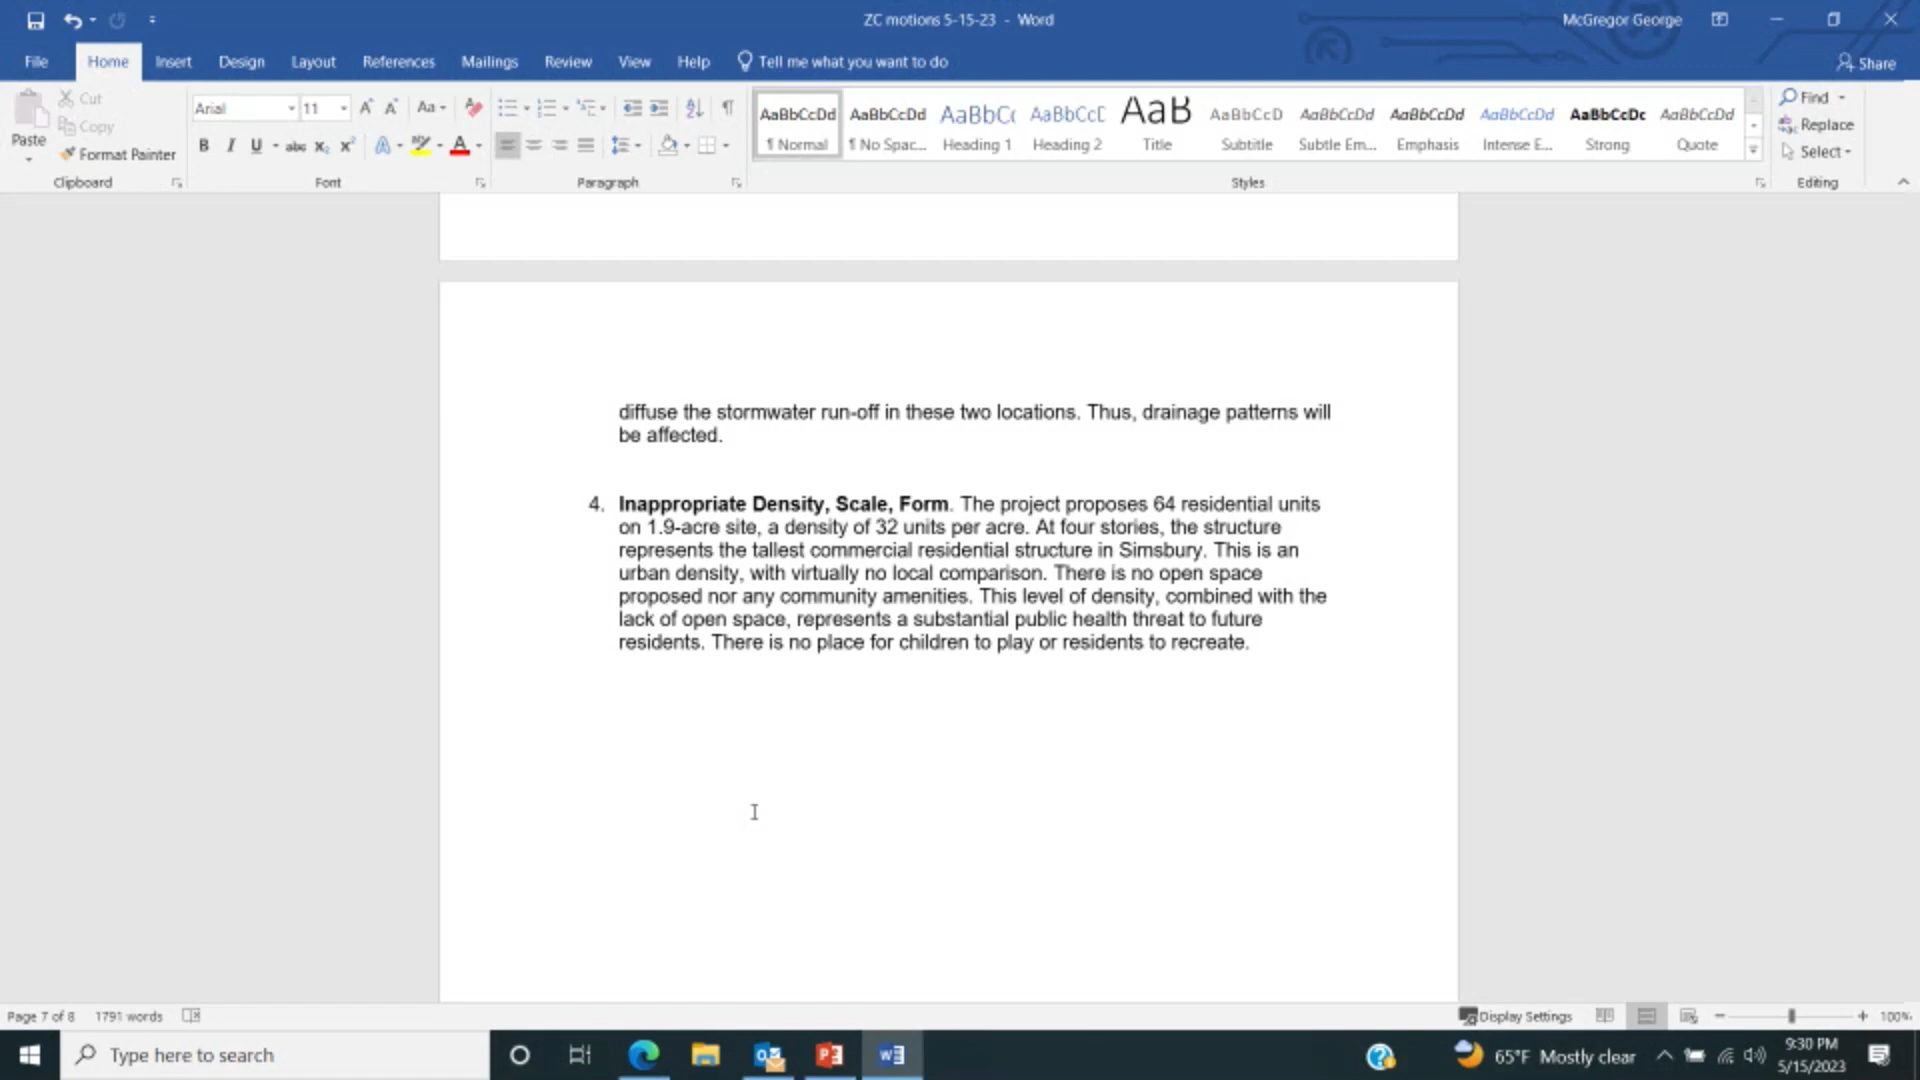 ZC motions 5-15-23 - Word
McGregor George
File Home Insert Design Layout References Mailings Review View Help Tell me what you want to do
Share
Cut
Copy
Paste
Format Painter
Clipboard
Arial 11
Aa
B I U abc X₂ X² A
Font
Paragraph
AaBbCcDd AaBbCcDd AaBbC( AaBbCcC AaB AaBbCcD AaBbCcDd AaBbCcDd AaBbCcDd AaBbCcDc AaBbCcDd
¶ Normal ¶ No Spac... Heading 1 Heading 2 Title Subtitle Subtle Em... Emphasis Intense E... Strong Quote
Styles
Find
Replace
Select
Editing
diffuse the stormwater run-off in these two locations. Thus, drainage patterns will
be affected.
4. Inappropriate Density, Scale, Form. The project proposes 64 residential units
on 1.9-acre site, a density of 32 units per acre. At four stories, the structure
represents the tallest commercial residential structure in Simsbury. This is an
urban density, with virtually no local comparison. There is no open space
proposed nor any community amenities. This level of density, combined with the
lack of open space, represents a substantial public health threat to future
residents. There is no place for children to play or residents to recreate.
Page 7 of 8 1791 words
Display Settings
100%
Type here to search
65°F Mostly clear
9:30 PM
5/15/2023